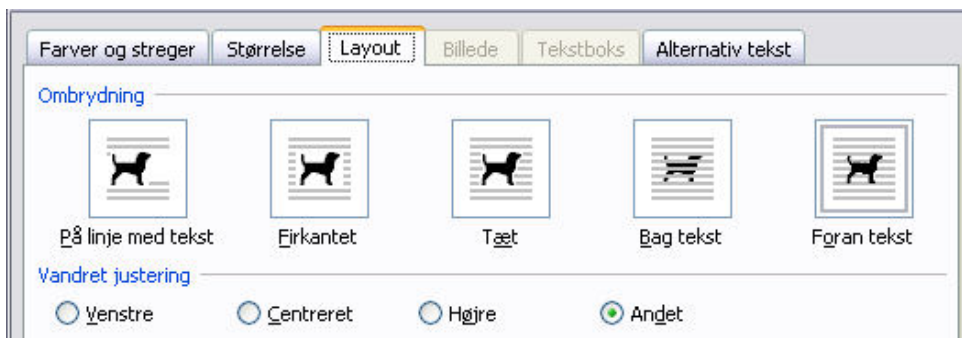 Farver og streger Størrelse Layout Billede Tekstboks Alternativ tekst
Ombrydning
På linje med tekst Firkantet Tæt Bag tekst Foran tekst
Vandret justering
Venstre Centreret Højre Andet